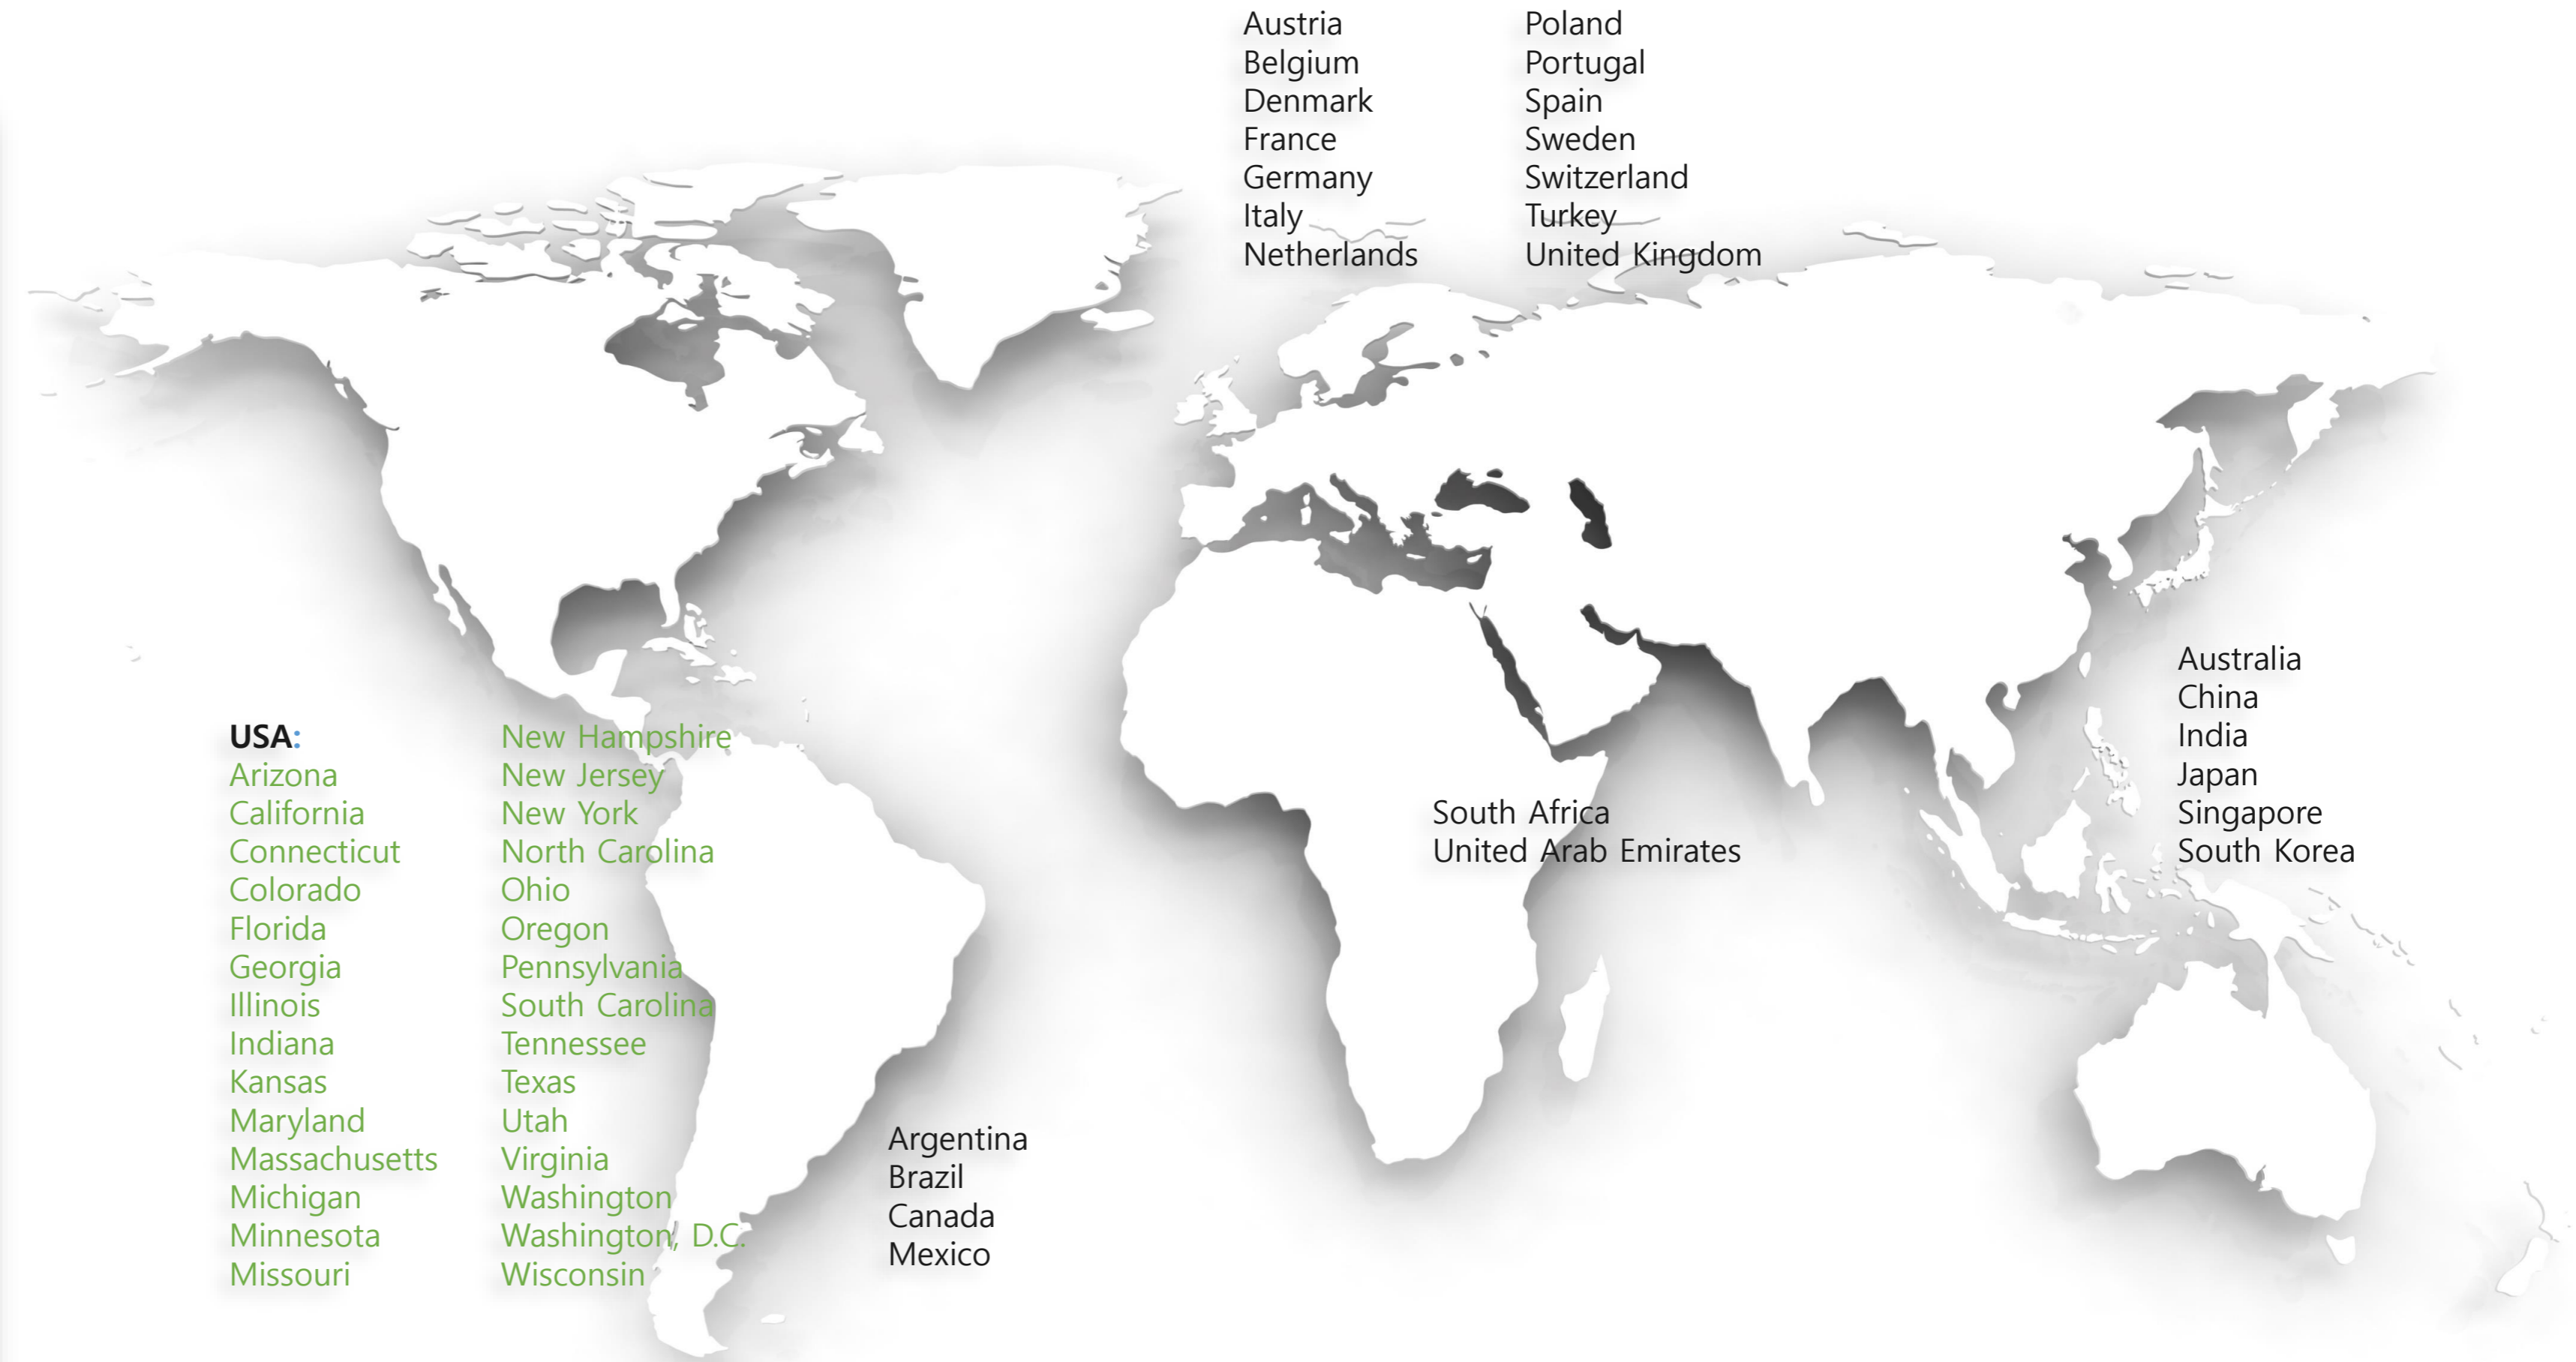 Austria
Belgium
Denmark
France
Germany
Italy
Netherlands
Poland
Portugal
Spain
Sweden
Switzerland
Turkey
United Kingdom
USA:
Arizona
California
Connecticut
Colorado
Florida
Georgia
Illinois
Indiana
Kansas
Maryland
Massachusetts
Michigan
Minnesota
Missouri
New Hampshire
New Jersey
New York
North Carolina
Ohio
Oregon
Pennsylvania
South Carolina
Tennessee
Texas
Utah
Virginia
Washington
Washington, D.C.
Wisconsin
Argentina
Brazil
Canada
Mexico
South Africa
United Arab Emirates
Australia
China
India
Japan
Singapore
South Korea